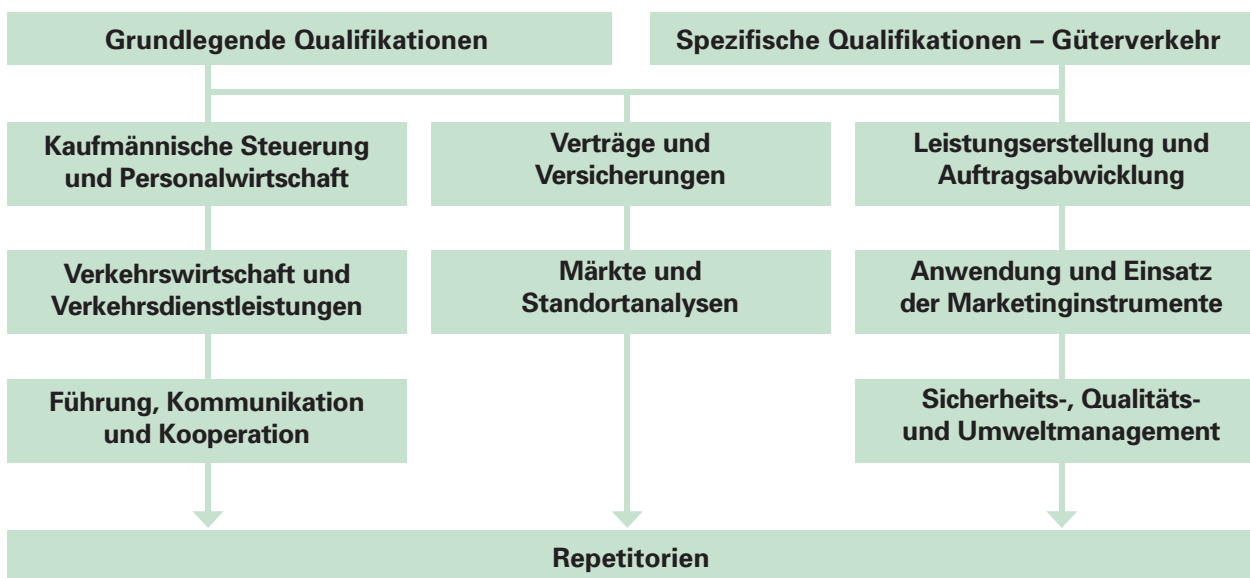 Grundlegende Qualifikationen
Spezifische Qualifikationen – Güterverkehr
Kaufmännische Steuerung
und Personalwirtschaft
Verträge und
Versicherungen
Leistungserstellung und
Auftragsabwicklung
Verkehrswirtschaft und
Verkehrsdienstleistungen
Märkte und
Standortanalysen
Anwendung und Einsatz
der Marketinginstrumente
Führung, Kommunikation
und Kooperation
Sicherheits-, Qualitäts-
und Umweltmanagement
Repetitorien